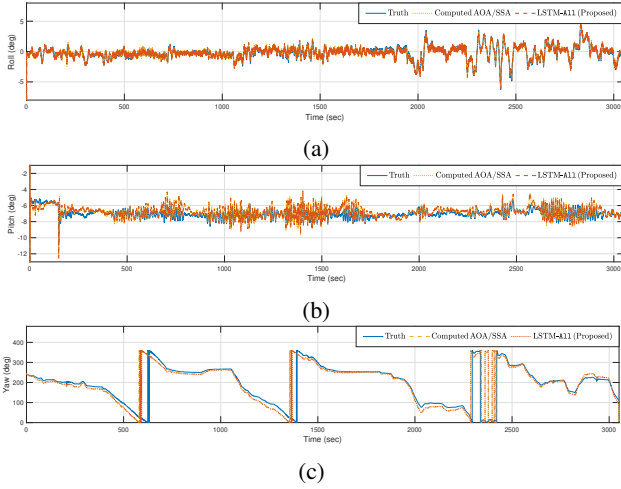 Truth Computed AOA/SSA LSTM-All (Proposed)
5
0
-5
Roll (deg)
0 500 1000 1500 2000 2500 3000
Time (sec)
(a)
Truth Computed AOA/SSA LSTM-All (Proposed)
-2
-4
-6
-8
-10
-12
Pitch (deg)
0 500 1000 1500 2000 2500 3000
Time (sec)
(b)
Truth Computed AOA/SSA LSTM-All (Proposed)
400
300
200
100
0
Yaw (deg)
0 500 1000 1500 2000 2500 3000
Time (sec)
(c)